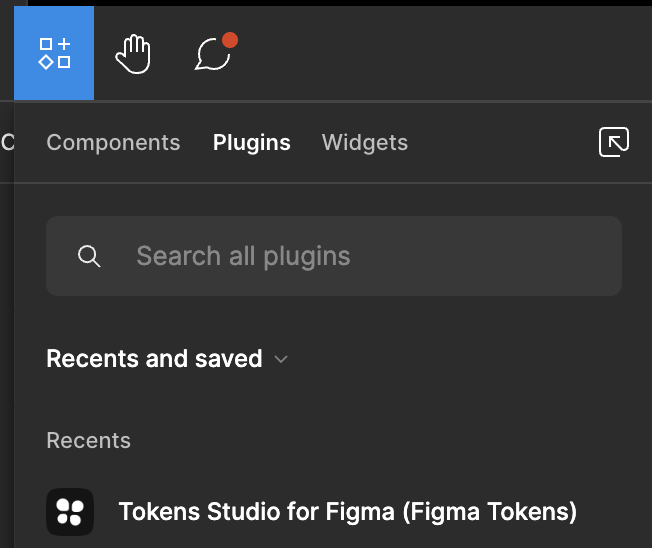 Components Plugins Widgets
Search all plugins
Recents and saved
Recents
Tokens Studio for Figma (Figma Tokens)